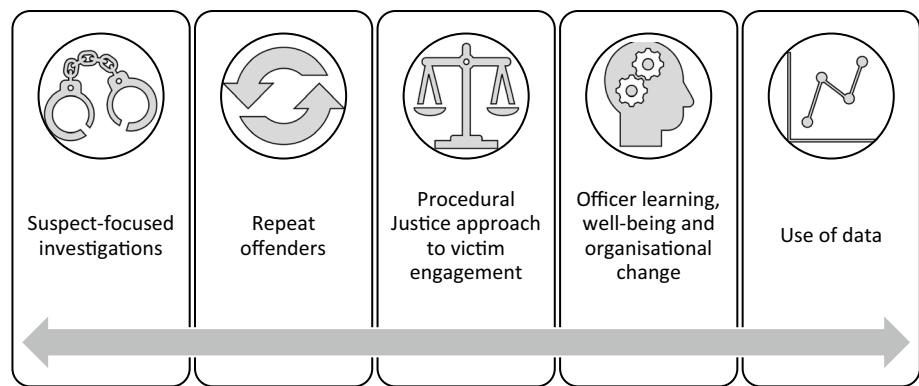 Suspect-focused
investigations
Repeat
offenders
Procedural
Justice approach
to victim
engagement
Officer learning,
well-being and
organisational
change
Use of data